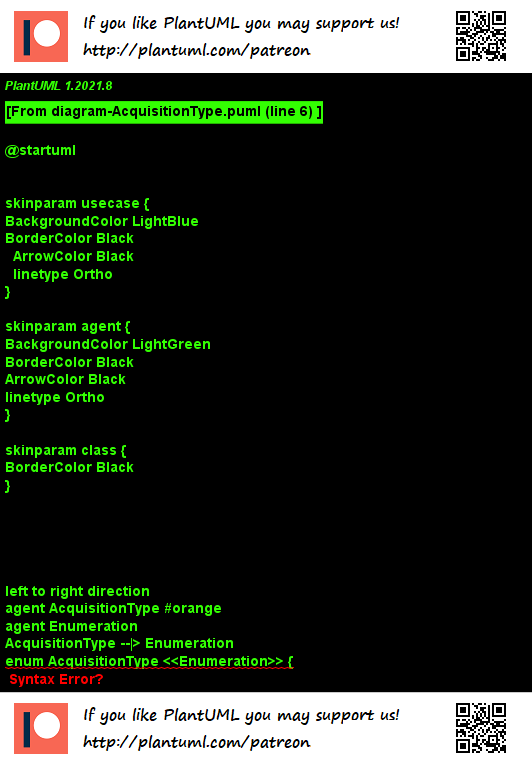 If you like PlantUML you may support us!
http://plantuml.com/patreon
PlantUML 1.2021.8
[From diagram-AcquisitionType.puml (line 6) ]
@startuml
skinparam usecase {
BackgroundColor LightBlue
BorderColor Black
ArrowColor Black
linetype Ortho
}
skinparam agent {
BackgroundColor LightGreen
BorderColor Black
ArrowColor Black
linetype Ortho
}
skinparam class {
BorderColor Black
}
left to right direction
agent AcquisitionType #orange
agent Enumeration
AcquisitionType --|> Enumeration
enum AcquisitionType <<Enumeration>> {
Syntax Error?
If you like PlantUML you may support us!
http://plantuml.com/patreon